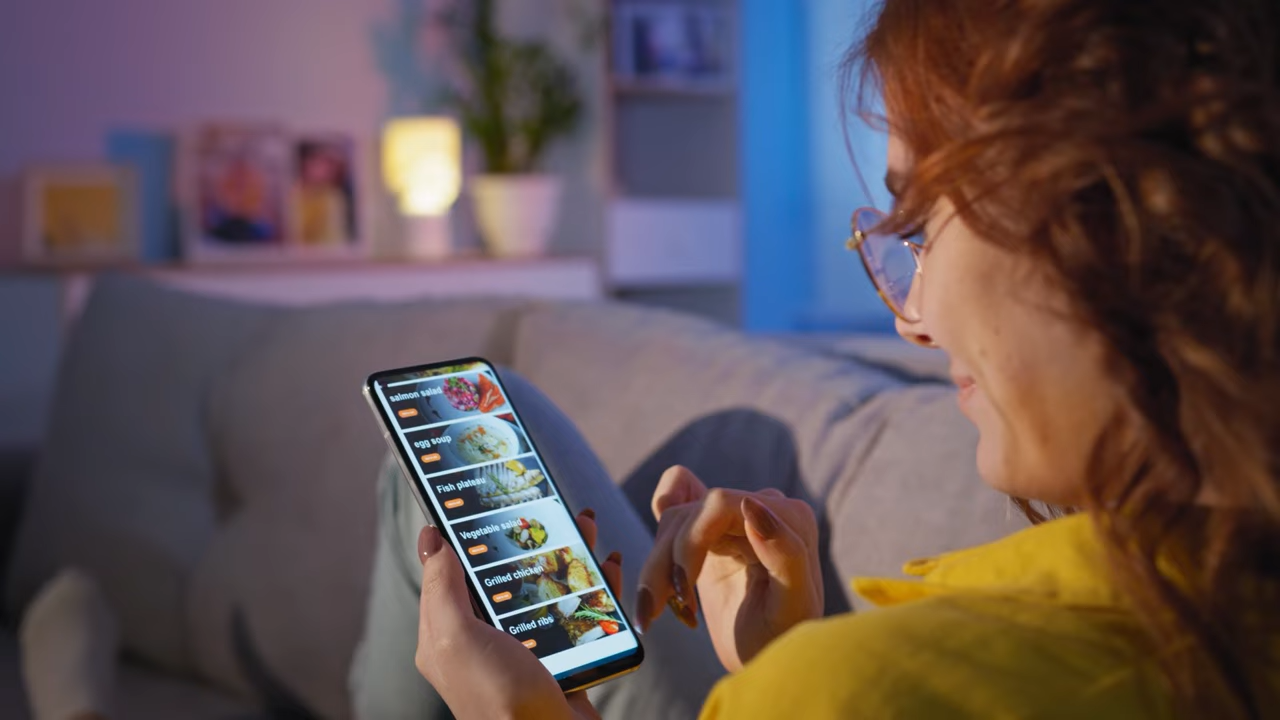 salmon salad
egg soup
Fish plateau
Vegetable salad
Grilled chicken
Grilled ribs